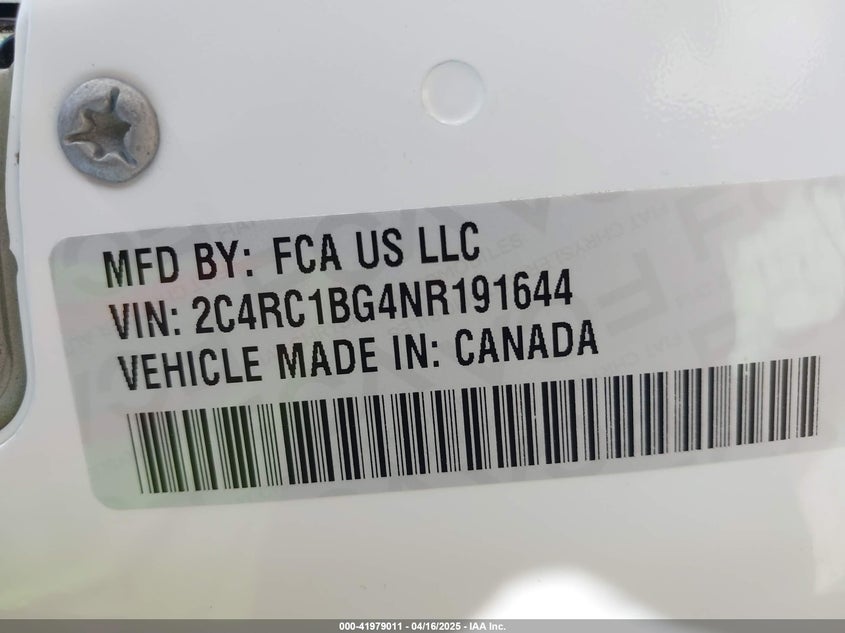 MFD BY: FCA US LLC
VIN: 2C4RC1BG4NR191644
VEHICLE MADE IN: CANADA
000-41979011 | 04/16/2025 | IAA Inc.